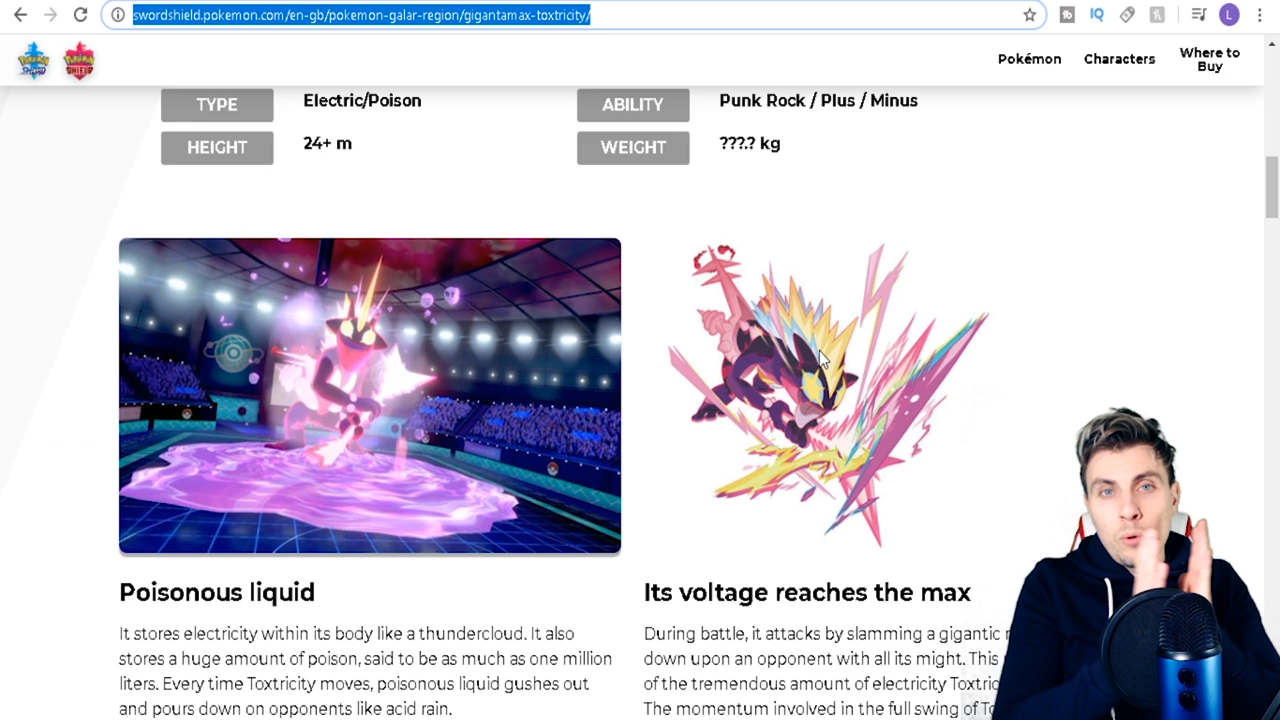 swordshield.pokemon.com/en-gb/pokemon-galar-region/gigantamax-toxtricity/
IQ
L
Pokémon Characters Where to
Buy
TYPE Electric/Poison ABILITY Punk Rock / Plus / Minus
HEIGHT 24+ m WEIGHT ???.? kg
Poisonous liquid
It stores electricity within its body like a thundercloud. It also
stores a huge amount of poison, said to be as much as one million
liters. Every time Toxtricity moves, poisonous liquid gushes out
and pours down on opponents like acid rain.
Its voltage reaches the max
During battle, it attacks by slamming a gigantic
down upon an opponent with all its might. This
of the tremendous amount of electricity
The momentum involved in the full swing of